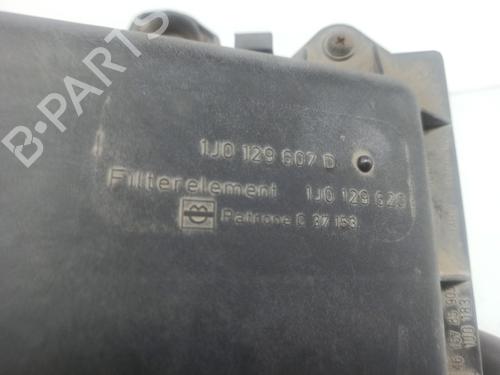 1J0 129 607 D
Filterelement 1J0 129 620
Patrone C 37 153
B-PARTS